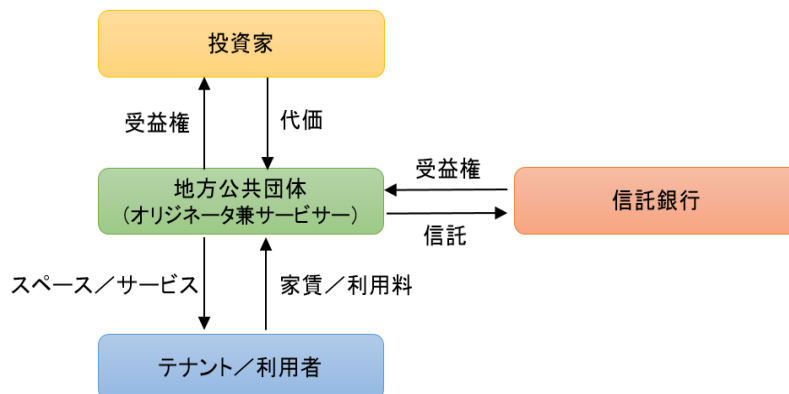 投資家
受益権
代価
地方公共団体
（オリジネータ兼サービサー）
受益権
信託
信託銀行
スペース／サービス
家賃／利用料
テナント／利用者